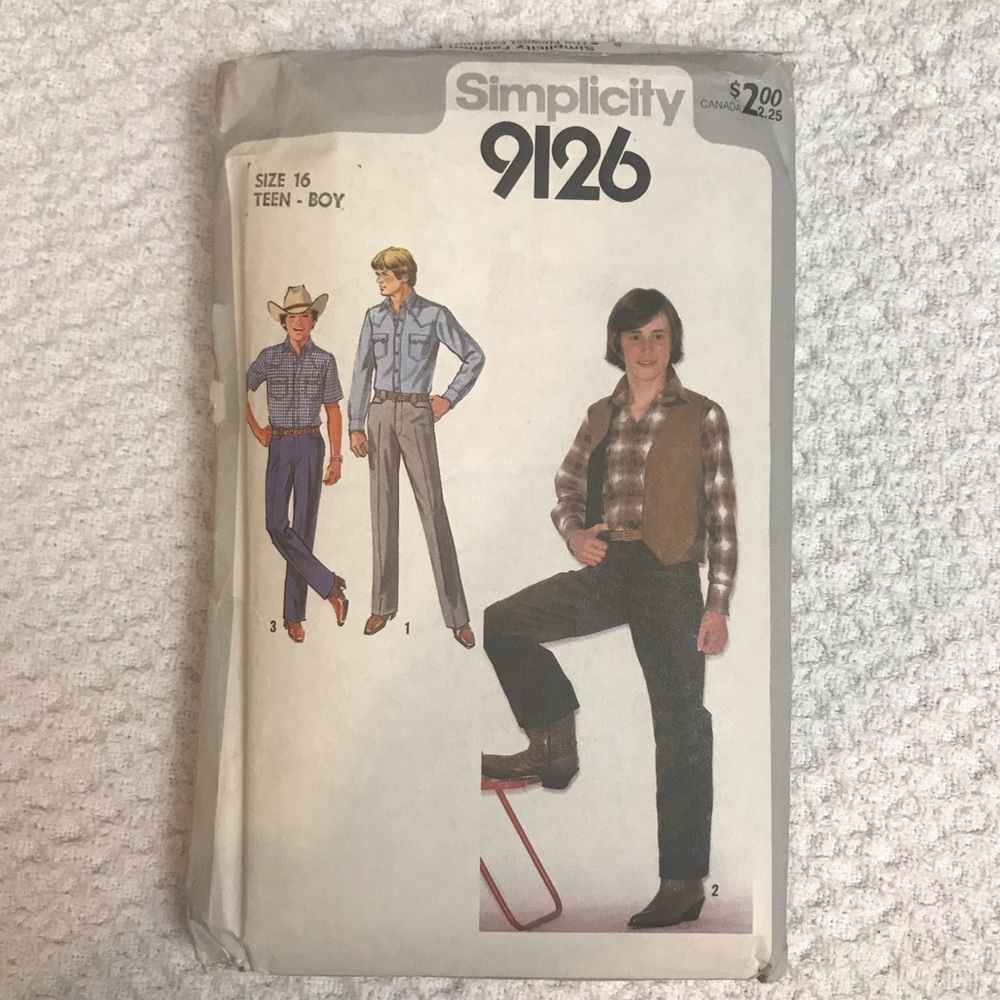 Simplicity
9126
$2.00
CANADA 2.25
SIZE 16
TEEN - BOY
3
1
2